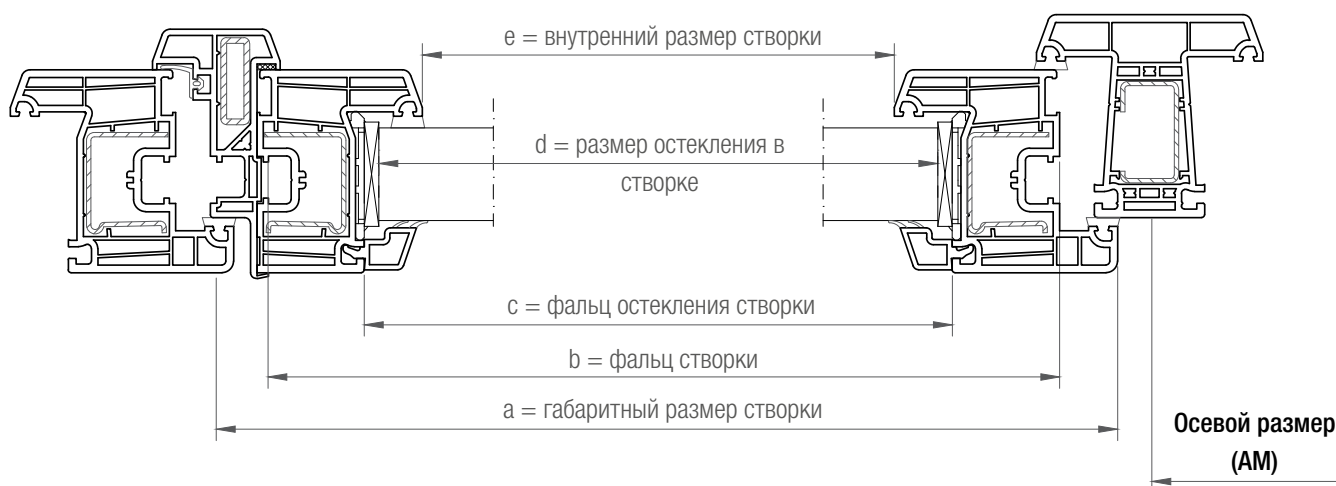 e = внутренний размер створки
d = размер остекления в
створке
c = фальц остекления створки
b = фальц створки
a = габаритный размер створки
Осевой размер
(AM)